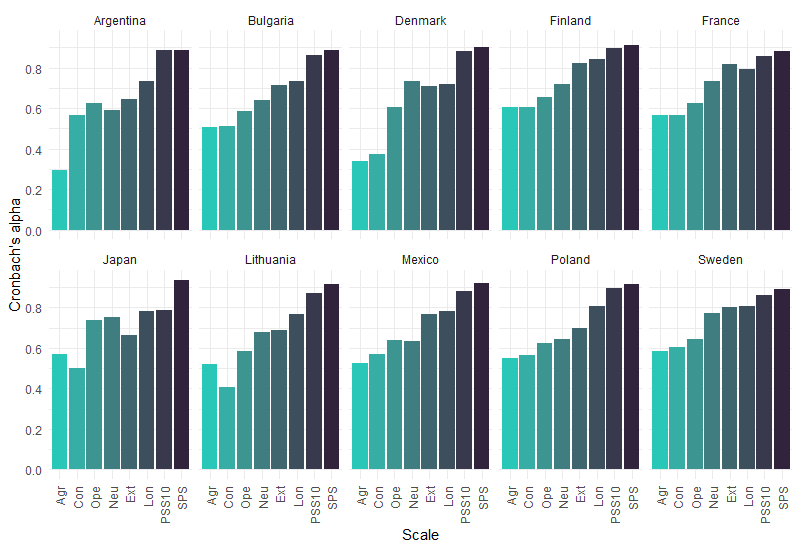 Argentina Bulgaria Denmark Finland France
0.8
0.6
0.4
0.2
0.0
Cronbach's alpha
Japan Lithuania Mexico Poland Sweden
0.8
0.6
0.4
0.2
0.0
Agr Con Ope Neu Ext Lon PSS10 SPS Agr Con Ope Neu Ext Lon PSS10 SPS Agr Con Ope Neu Ext Lon PSS10 SPS Agr Con Ope Neu Ext Lon PSS10 SPS Agr Con Ope Neu Ext Lon PSS10 SPS
Scale